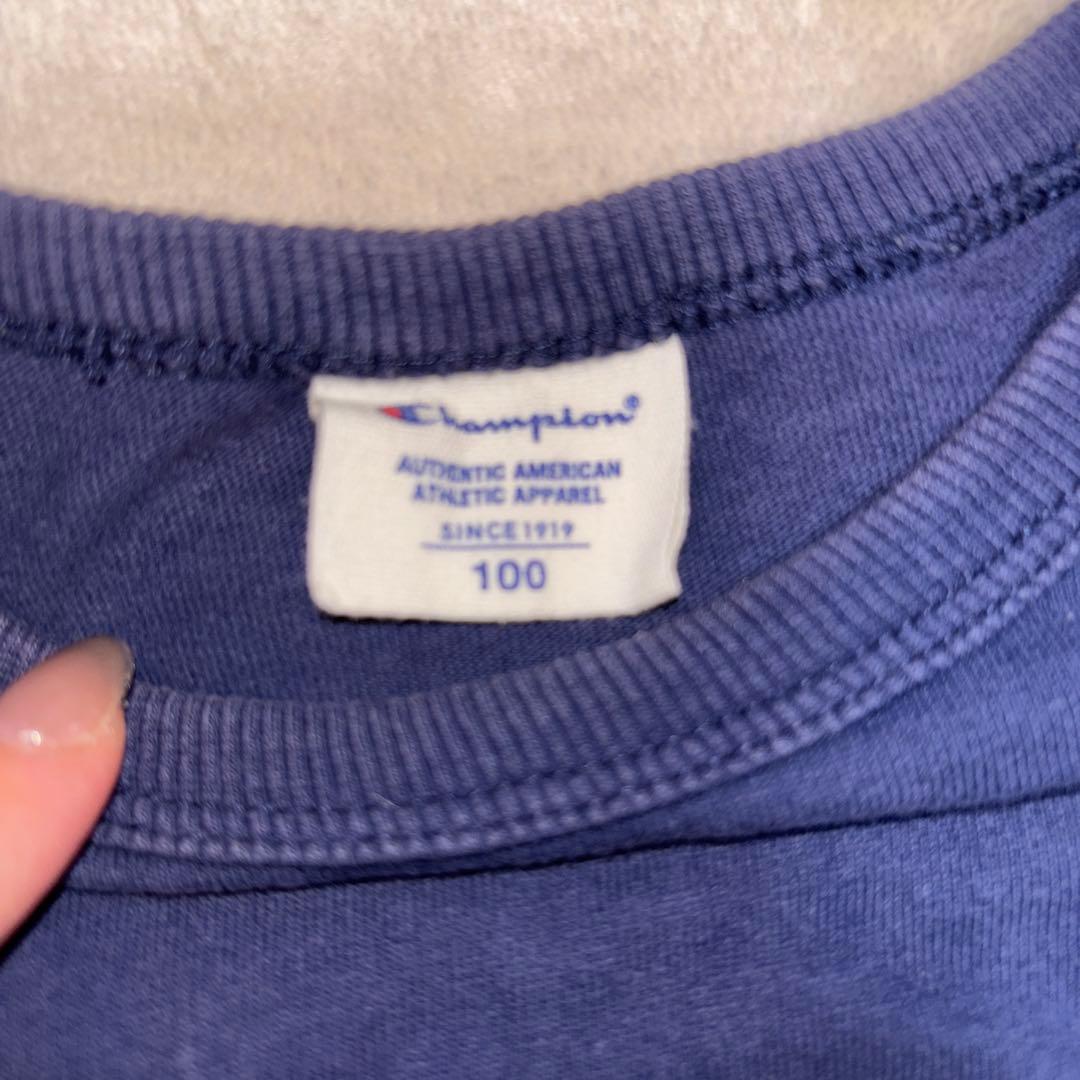 Champion®
AUTHENTIC AMERICAN
ATHLETIC APPAREL
SINCE 1919
100